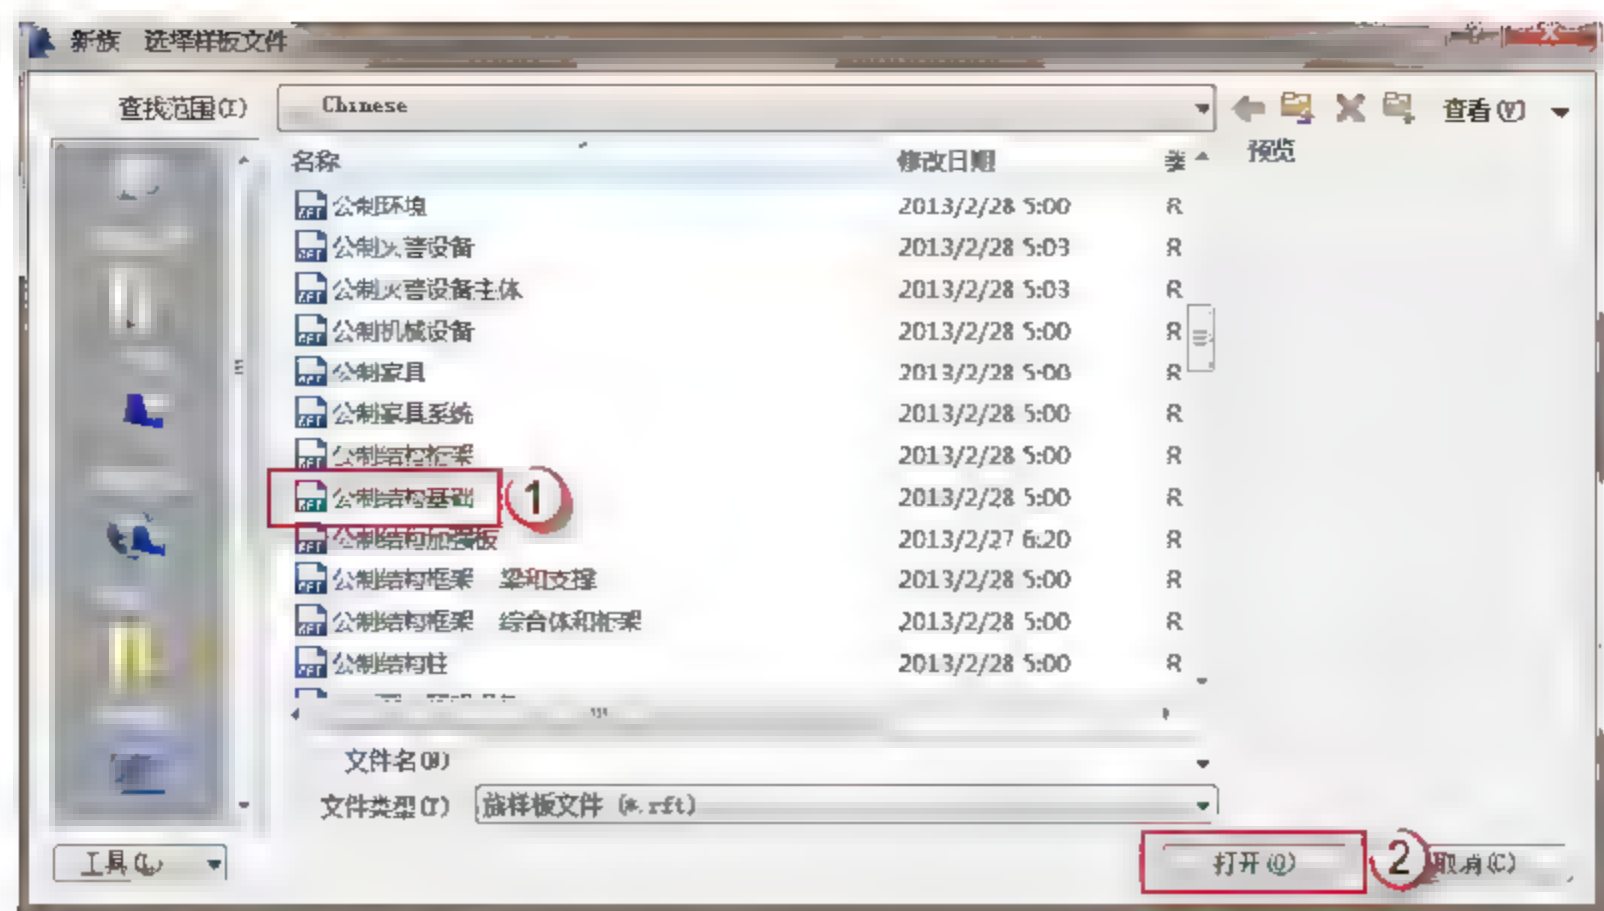 新族 选择样板文件
查找范围(I) Chinese 查看(V)
名称 修改日期 类 预览
公制环境 2013/2/28 5:00 R
公制火警设备 2013/2/28 5:03 R
公制火警设备主体 2013/2/28 5:03 R
公制机械设备 2013/2/28 5:00 R
公制家具 2013/2/28 5:00 R
公制家具系统 2013/2/28 5:00 R
公制结构桁架 2013/2/28 5:00 R
公制结构基础 1 2013/2/28 5:00 R
公制结构加强板 2013/2/27 6:20 R
公制结构框架 梁和支撑 2013/2/28 5:00 R
公制结构框架 综合体和桁架 2013/2/28 5:00 R
公制结构柱 2013/2/28 5:00 R
文件名(N)
文件类型(T) 族样板文件 (*.rft)
工具(L) 打开(O) 2 取消(C)